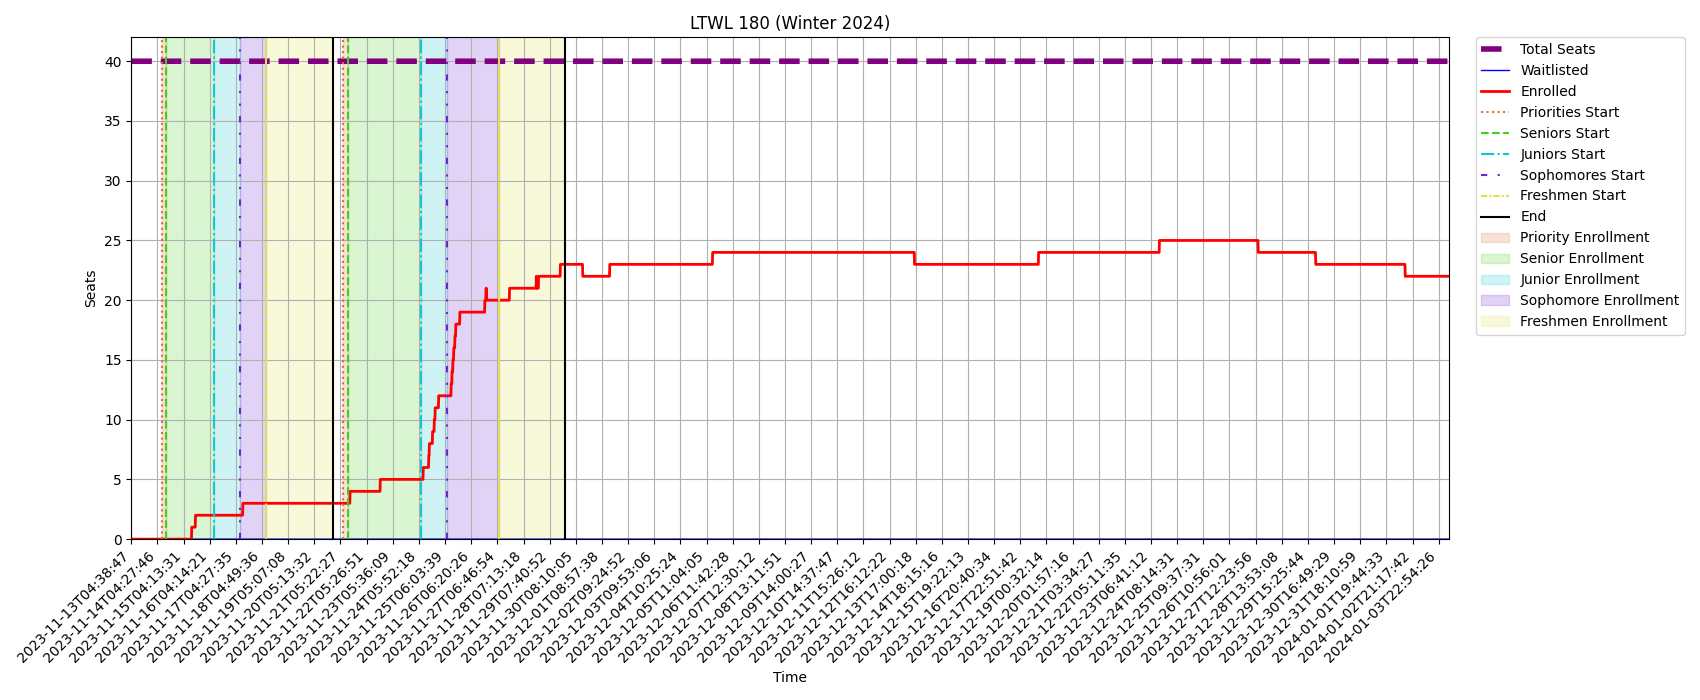 LTWL 180 (Winter 2024)
Seats
40
35
30
25
20
15
10
5
0
2023-11-13T04:38:47
2023-11-14T04:27:46
2023-11-15T04:13:31
2023-11-16T04:14:21
2023-11-17T04:27:35
2023-11-18T04:49:36
2023-11-19T05:07:08
2023-11-20T05:13:32
2023-11-21T05:22:27
2023-11-22T05:26:51
2023-11-23T05:36:09
2023-11-24T05:52:18
2023-11-25T06:03:39
2023-11-26T06:20:26
2023-11-27T06:46:54
2023-11-28T07:13:18
2023-11-29T07:40:52
2023-11-30T08:10:05
2023-12-01T08:57:38
2023-12-02T09:24:52
2023-12-03T09:53:06
2023-12-04T10:25:24
2023-12-05T11:04:05
2023-12-06T11:42:28
2023-12-07T12:30:12
2023-12-08T13:11:51
2023-12-09T14:00:27
2023-12-10T14:37:47
2023-12-11T15:26:12
2023-12-12T16:12:22
2023-12-13T17:00:18
2023-12-14T18:15:16
2023-12-15T19:22:13
2023-12-16T20:40:34
2023-12-17T22:51:42
2023-12-19T00:32:14
2023-12-20T01:57:16
2023-12-21T03:34:27
2023-12-22T05:11:35
2023-12-23T06:41:12
2023-12-24T08:14:31
2023-12-25T09:37:31
2023-12-26T10:56:01
2023-12-27T12:23:56
2023-12-28T13:53:08
2023-12-29T15:25:44
2023-12-30T16:49:29
2023-12-31T18:10:59
2024-01-01T19:44:33
2024-01-02T21:17:42
2024-01-03T22:54:26
Time
Total Seats
Waitlisted
Enrolled
Priorities Start
Seniors Start
Juniors Start
Sophomores Start
Freshmen Start
End
Priority Enrollment
Senior Enrollment
Junior Enrollment
Sophomore Enrollment
Freshmen Enrollment